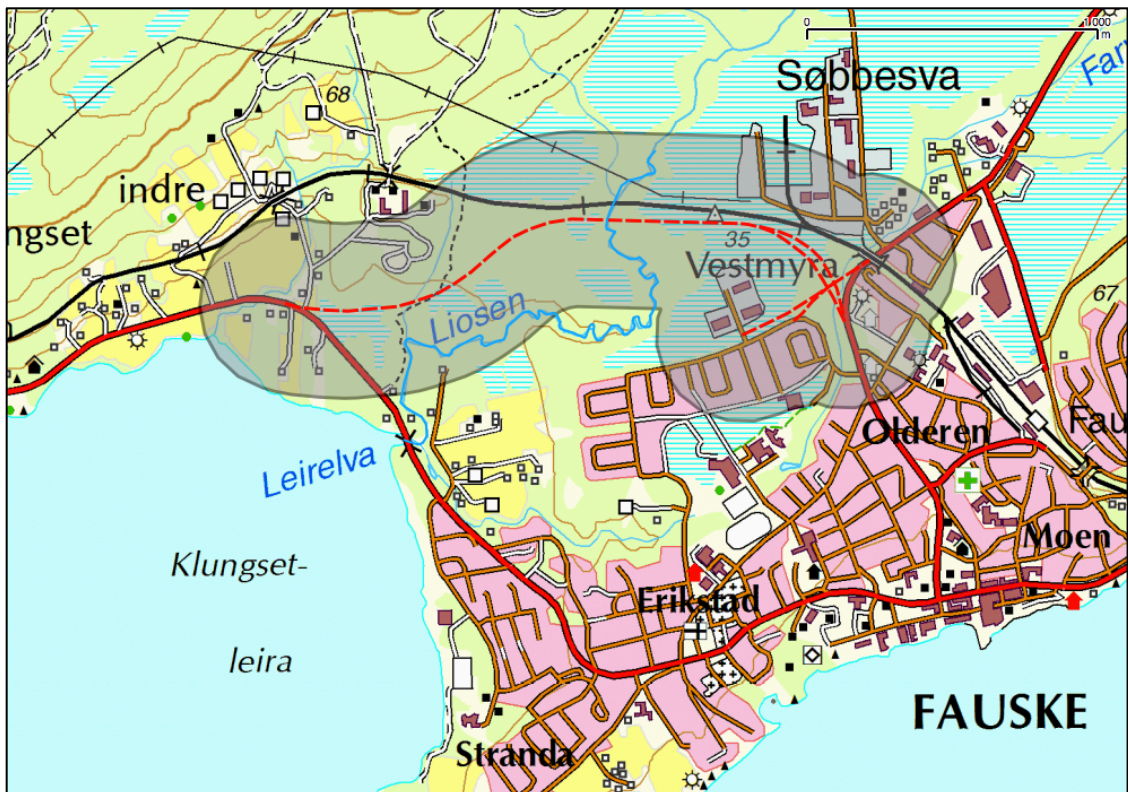 0
1 000
m
Søbbesva
68
indre
ngset
35
Vestmyra
67
Liosen
Olderen
Fau
Leirelva
Moen
Klungset-
leira
Erikstad
FAUSKE
Stranda